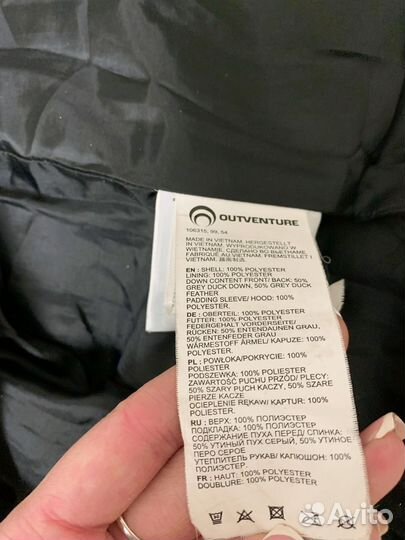 OUTVENTURE
106315, 99, 54
MADE IN VIETNAM. HERGESTELLT
IN VIETNAM. WYPRODUKOWANO W
WIETNAMIE. СДЕЛАНО ВО ВЬЕТНАМЕ.
FABRIQUÉ AU VIETNAM. FREMSTILLET I
VIETNAM. 越南制造
EN : SHELL: 100% POLYESTER
LINING: 100% POLYESTER
DOWN CONTENT FRONT/ BACK: 50%
GREY DUCK DOWN, 50% GREY DUCK
FEATHER
PADDING SLEEVE/ HOOD: 100%
POLYESTER
DE : OBERTEIL: 100% POLYESTER
FUTTER: 100% POLYESTER
FEDERGEHALT VORDERSEITE/
RÜCKEN: 50% ENTENDAUNEN GRAU,
50% ENTENFEDER GRAU
WÄRMESTOFF ÄRMEL/ KAPUZE: 100%
POLYESTER
PL : POWŁOKA/POKRYCIE: 100%
POLIESTER
PODSZEWKA: 100% POLIESTER
ZAWARTOŚĆ PUCHU PRZÓD/ PLECY:
50% SZARY PUCH KACZY, 50% SZARE
PIERZE KACZE
OCIEPLENIE RĘKAW/ KAPTUR: 100%
POLIESTER
RU : ВЕРХ: 100% ПОЛИЭСТЕР
ПОДКЛАДКА: 100% ПОЛИЭСТЕР
СОДЕРЖАНИЕ ПУХА ПЕРЕД/ СПИНКА:
50% УТИНЫЙ ПУХ СЕРЫЙ, 50% УТИНОЕ
ПЕРО СЕРОЕ
УТЕПЛИТЕЛЬ РУКАВ/ КАПЮШОН: 100%
ПОЛИЭСТЕР
FR : HAUT: 100% POLYESTER
DOUBLURE: 100% POLYESTER
Avito